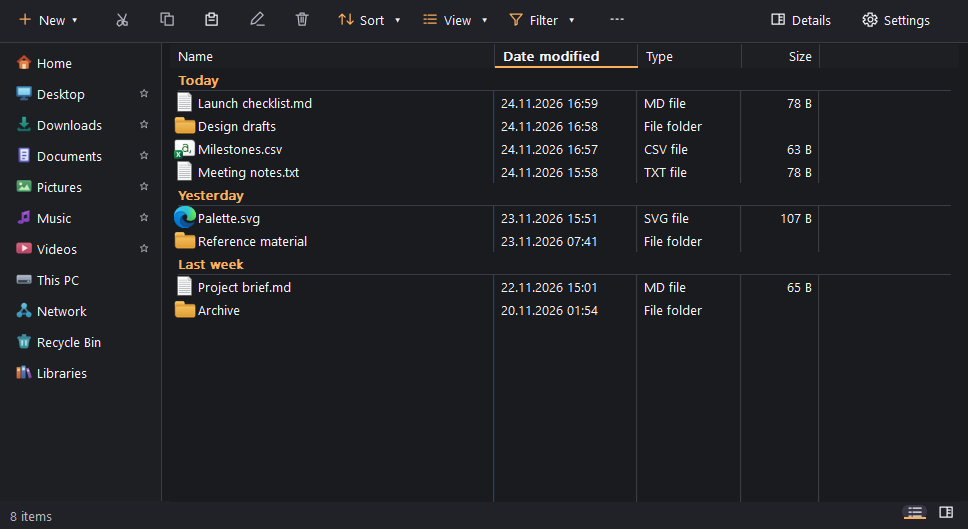 New Sort View Filter Details Settings
Home
Desktop
Downloads
Documents
Pictures
Music
Videos
This PC
Network
Recycle Bin
Libraries
Name Date modified Type Size
Today
Launch checklist.md 24.11.2026 16:59 MD file 78 B
Design drafts 24.11.2026 16:58 File folder
Milestones.csv 24.11.2026 16:57 CSV file 63 B
Meeting notes.txt 24.11.2026 15:58 TXT file 78 B
Yesterday
Palette.svg 23.11.2026 15:51 SVG file 107 B
Reference material 23.11.2026 07:41 File folder
Last week
Project brief.md 22.11.2026 15:01 MD file 65 B
Archive 20.11.2026 01:54 File folder
8 items